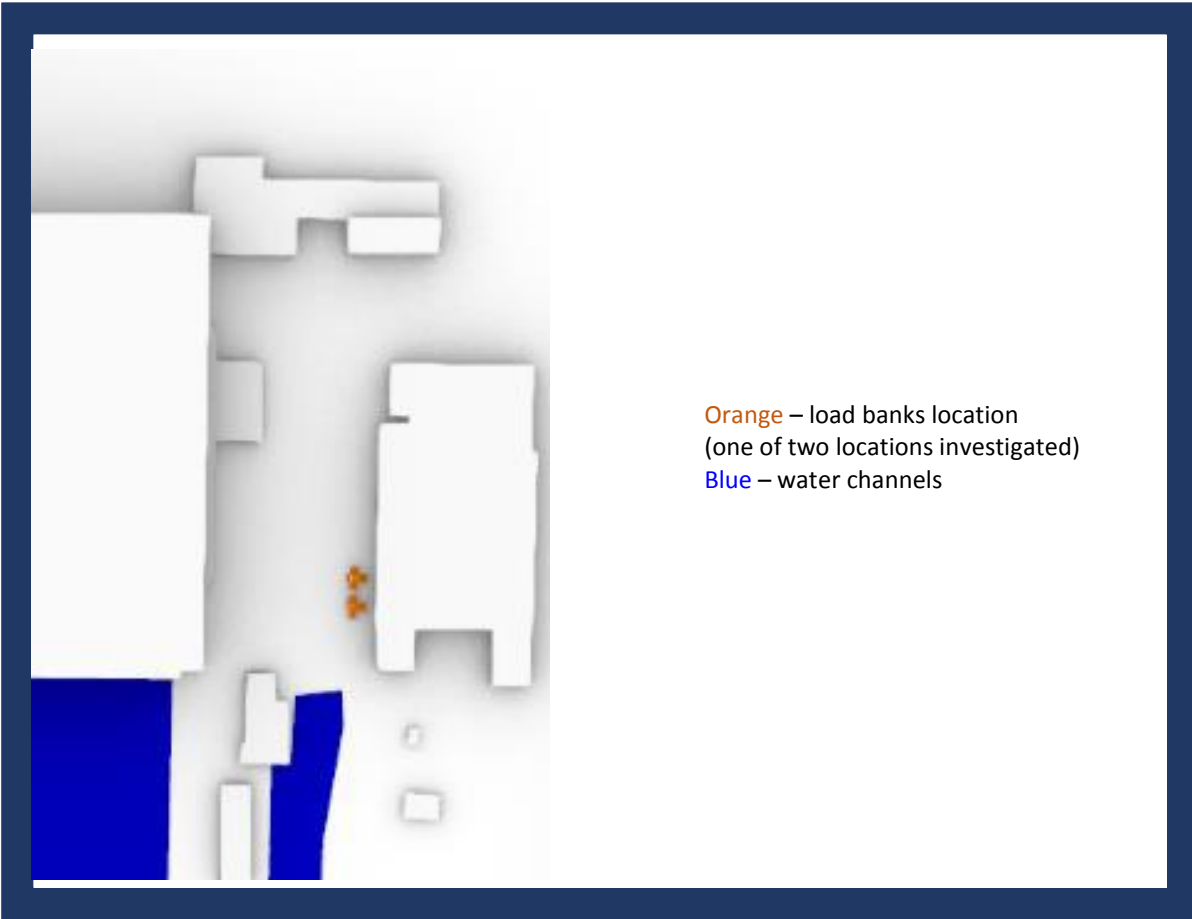 Orange – load banks location
(one of two locations investigated)
Blue – water channels